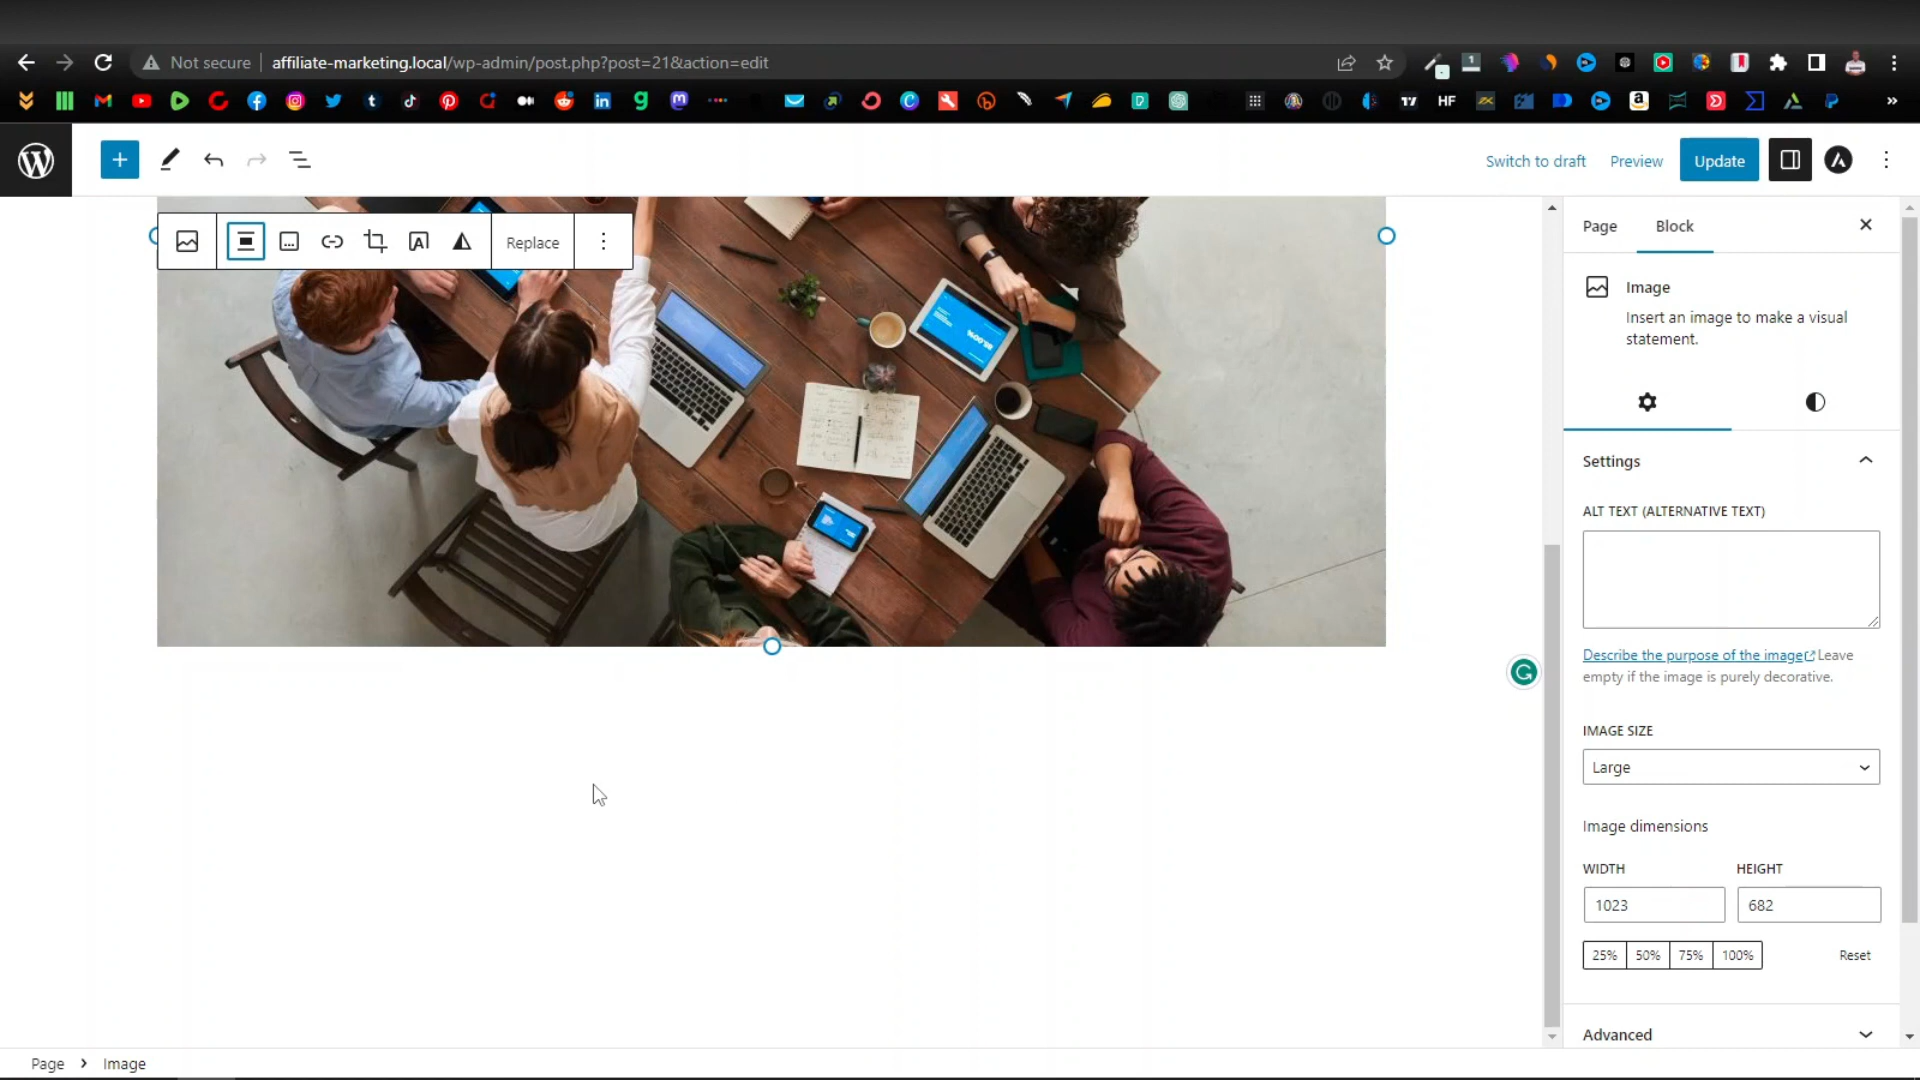 Not secure affiliate-marketing.local/wp-admin/post.php?post=21&action=edit
Switch to draft Preview Update
Replace
Page Block
Image
Insert an image to make a visual
statement.
Settings
ALT TEXT (ALTERNATIVE TEXT)
Describe the purpose of the image Leave
empty if the image is purely decorative.
IMAGE SIZE
Large
Image dimensions
WIDTH HEIGHT
1023 682
25% 50% 75% 100% Reset
Advanced
Page > Image